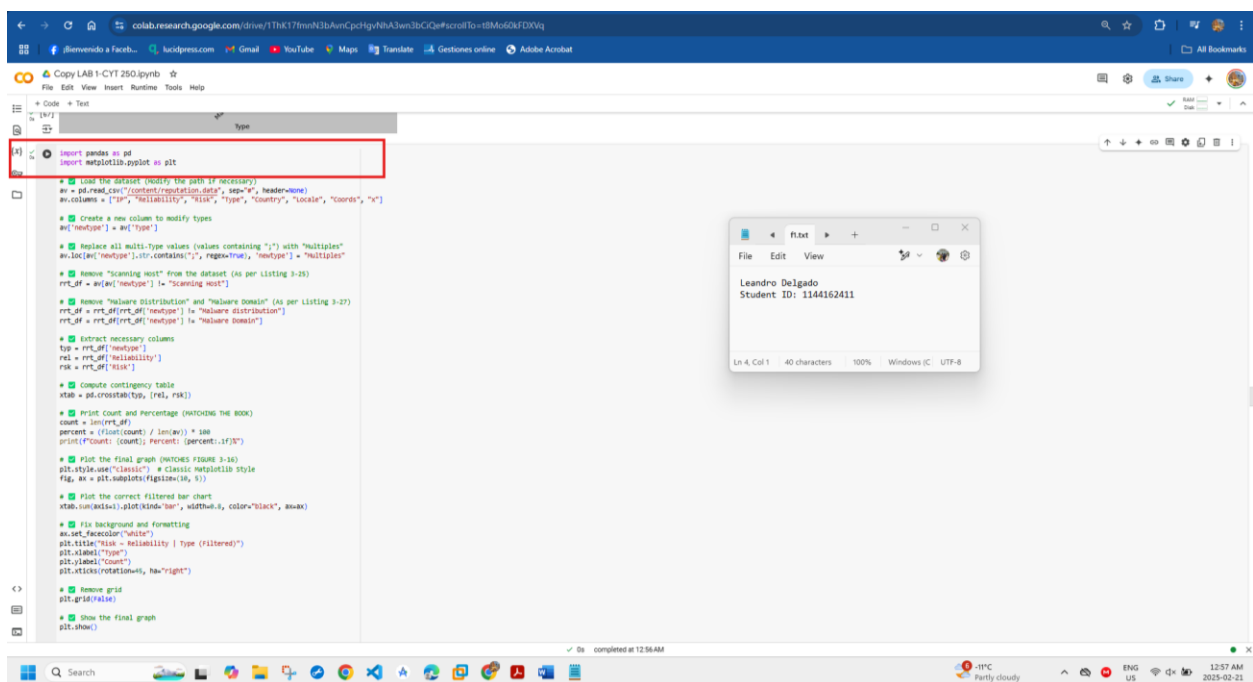 colab.research.google.com/drive/1ThK17fmnN3bAvnCpcHgvNhA3wn3bCiQe#scrollTo=t8Mo60kFDXVq
¡Bienvenido a Faceb... lucidpress.com Gmail YouTube Maps Translate Gestiones online Adobe Acrobat All Bookmarks
Copy LAB 1-CYT 250.ipynb
File Edit View Insert Runtime Tools Help
Share
+ Code + Text
RAM
Disk
Type
import pandas as pd
import matplotlib.pyplot as plt
# ✅ Load the dataset (Modify the path if necessary)
av = pd.read_csv("/content/reputation.data", sep="#", header=None)
av.columns = ["IP", "Reliability", "Risk", "Type", "Country", "Locale", "Coords", "x"]
# ✅ Create a new column to modify types
av['newtype'] = av['Type']
# ✅ Replace all multi-Type values (values containing ";") with "Multiples"
av.loc[av['newtype'].str.contains(";", regex=True), 'newtype'] = "Multiples"
# ✅ Remove "Scanning Host" from the dataset (As per Listing 3-25)
rrt_df = av[av['newtype'] != "Scanning Host"]
# ✅ Remove "Malware Distribution" and "Malware Domain" (As per Listing 3-27)
rrt_df = rrt_df[rrt_df['newtype'] != "Malware distribution"]
rrt_df = rrt_df[rrt_df['newtype'] != "Malware Domain"]
# ✅ Extract necessary columns
typ = rrt_df['newtype']
rel = rrt_df['Reliability']
rsk = rrt_df['Risk']
# ✅ Compute contingency table
xtab = pd.crosstab(typ, [rel, rsk])
# ✅ Print Count and Percentage (MATCHING THE BOOK)
count = len(rrt_df)
percent = (float(count) / len(av)) * 100
print(f"Count: {count}; Percent: {percent:.1f}%")
# ✅ Plot the final graph (MATCHES FIGURE 3-16)
plt.style.use("classic") # Classic Matplotlib Style
fig, ax = plt.subplots(figsize=(10, 5))
# ✅ Plot the correct filtered bar chart
xtab.sum(axis=1).plot(kind='bar', width=0.8, color="black", ax=ax)
# ✅ Fix background and formatting
ax.set_facecolor("white")
plt.title("Risk ~ Reliability | Type (Filtered)")
plt.xlabel("Type")
plt.ylabel("Count")
plt.xticks(rotation=45, ha="right")
# ✅ Remove grid
plt.grid(False)
# ✅ Show the final graph
plt.show()
f1.txt
File Edit View
Leandro Delgado
Student ID: 1144162411
Ln 4, Col 1 40 characters 100% Windows (C UTF-8
0s completed at 12:56 AM
Search
-11°C
Partly cloudy
ENG
US
12:57 AM
2025-02-21